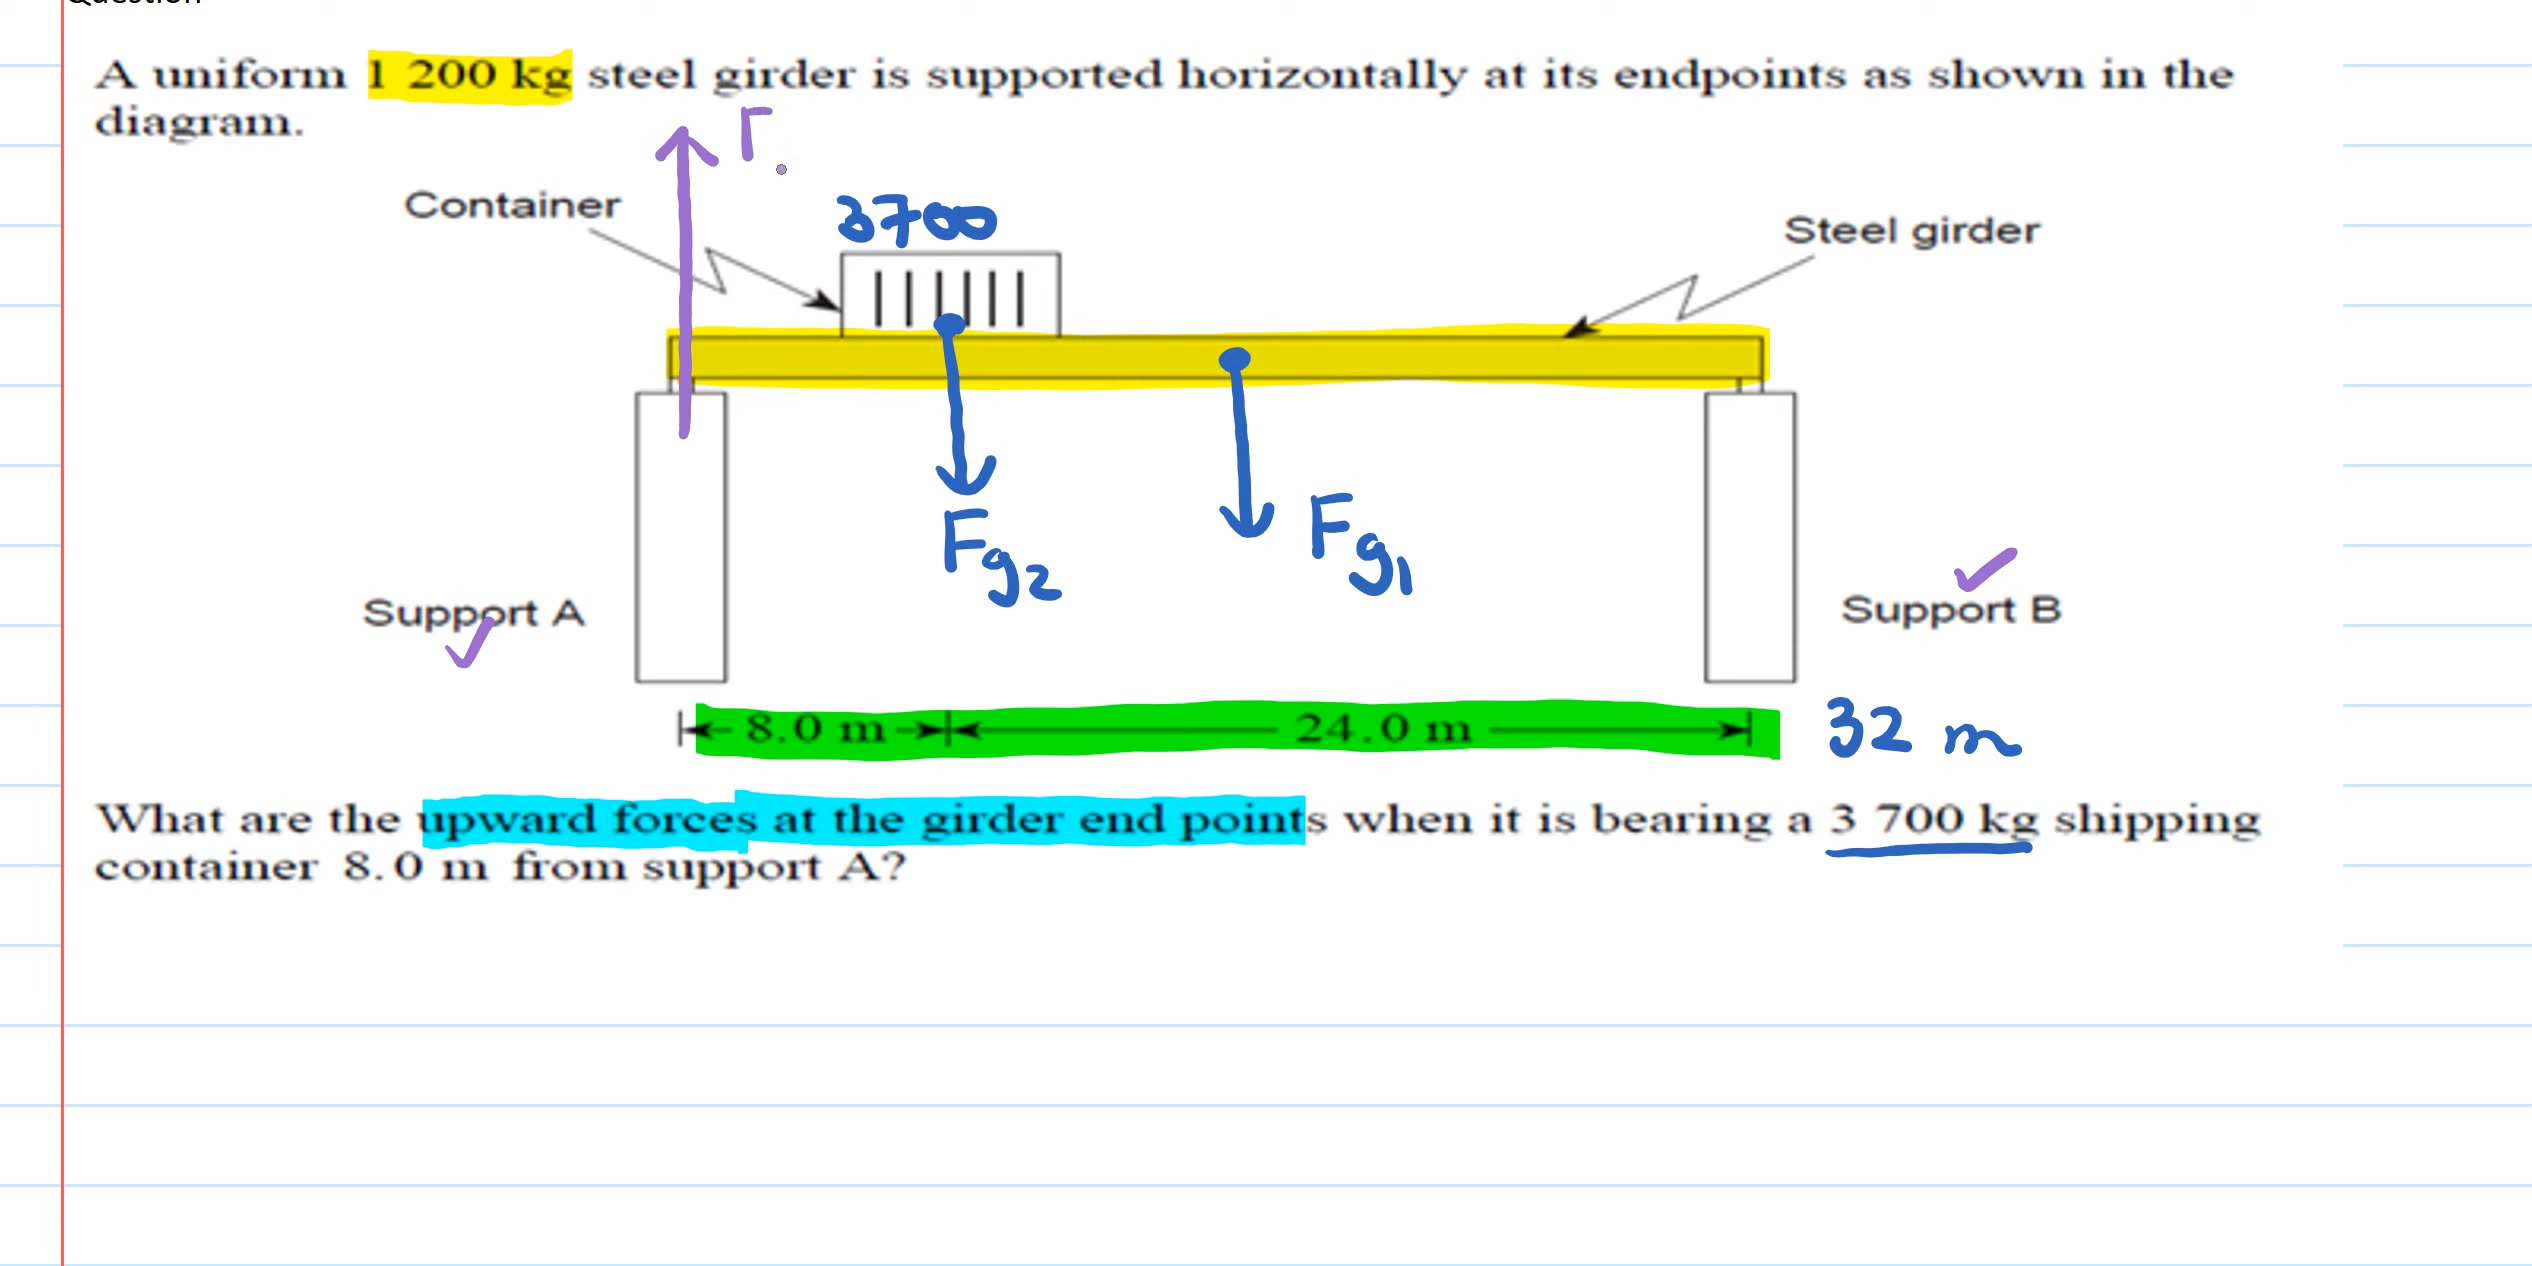 A uniform 1 200 kg steel girder is supported horizontally at its endpoints as shown in the
diagram.
Container
3700
Steel girder
Fg2
Fg1
Support A
Support B
8.0 m
24.0 m
32 m
What are the upward forces at the girder end points when it is bearing a 3 700 kg shipping
container 8.0 m from support A?